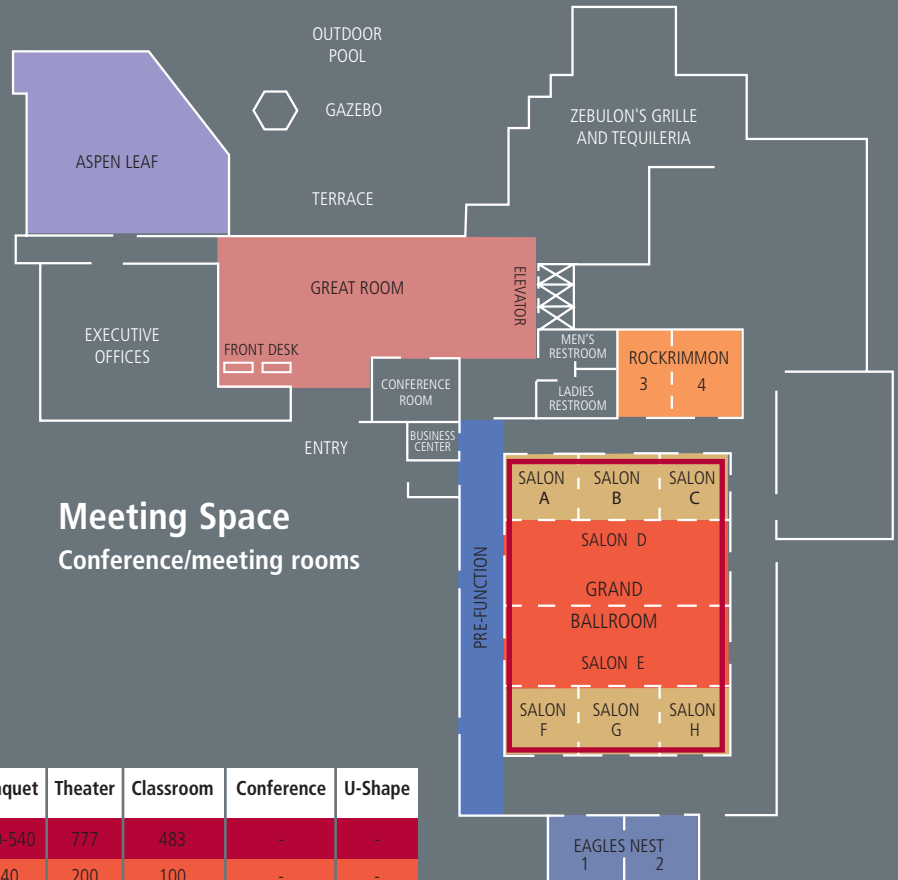 OUTDOOR
POOL
GAZEBO
ZEBULON'S GRILLE
AND TEQUILERIA
ASPEN LEAF
TERRACE
GREAT ROOM
ELEVATOR
EXECUTIVE
OFFICES
FRONT DESK
MEN'S
RESTROOM
ROCKRIMMON
3 4
CONFERENCE
ROOM
LADIES
RESTROOM
ENTRY
BUSINESS
CENTER
SALON
A
SALON
B
SALON
C
Meeting Space
Conference/meeting rooms
SALON D
GRAND
BALLROOM
SALON E
PRE-FUNCTION
SALON
F
SALON
G
SALON
H
Theater Classroom Conference U-Shape
777 483 - -
200 100 - -
EAGLES NEST
1 2